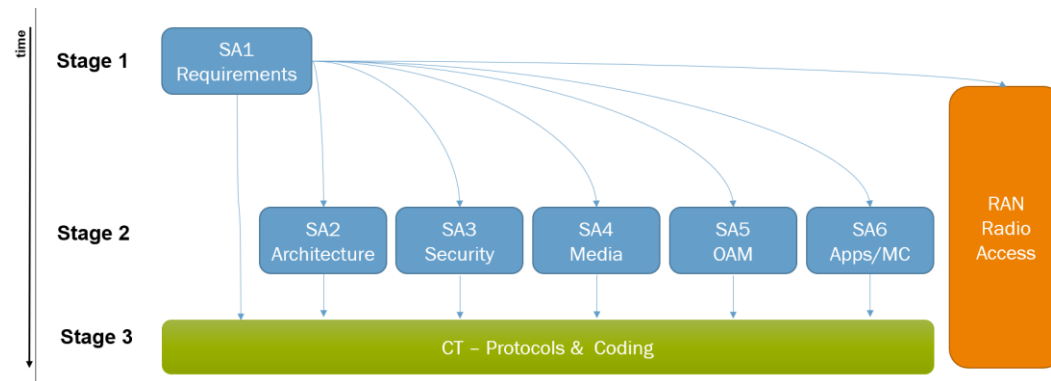 time
Stage 1
SA1
Requirements
Stage 2
SA2
Architecture
SA3
Security
SA4
Media
SA5
OAM
SA6
Apps/MC
RAN
Radio
Access
Stage 3
CT – Protocols & Coding